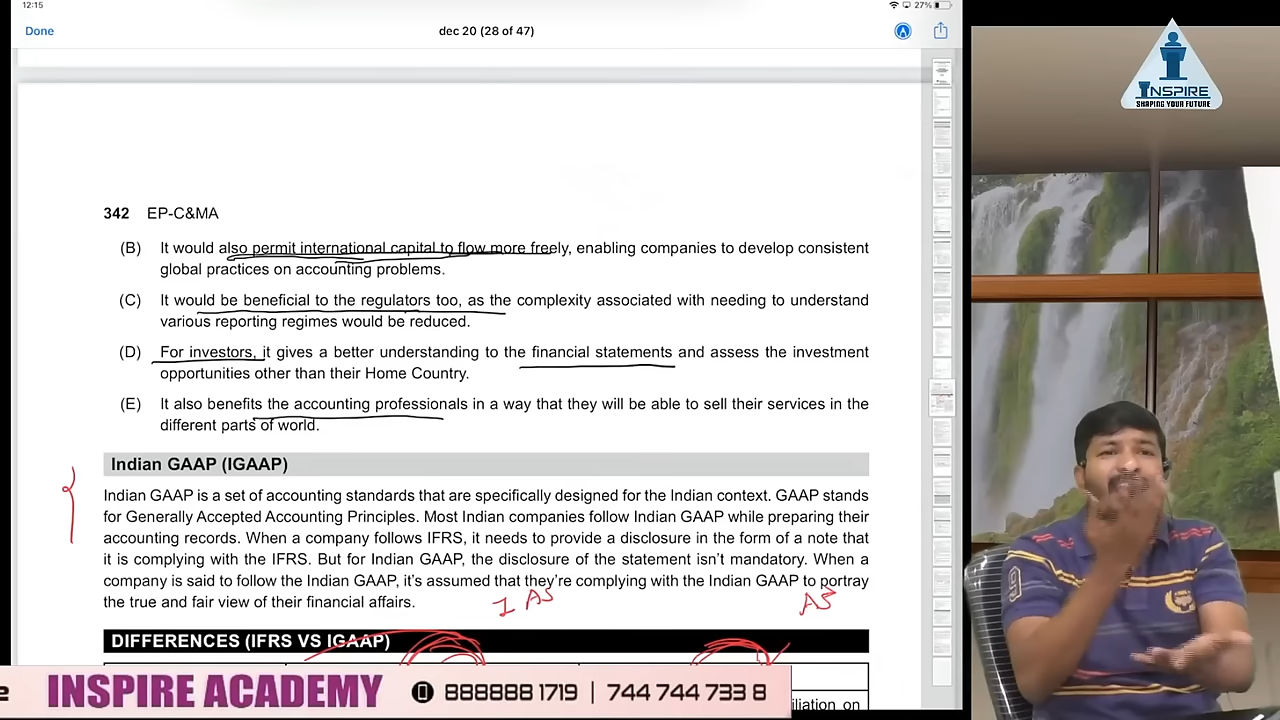 12:15
27%
Done
dec 20 (28 of 47)
INSPIRE
SHAPING YOUR FUTURE
342 EP-C&MA
(B) It would also permit international capital to flow more freely, enabling companies to develop consistent
global practices on accounting problems.
(C) It would be beneficial to the regulators too, as the complexity associated with needing to understand
various reporting regimes would be reduced.
(D) For investors, it gives a better understanding to the financial statements and assess the investment
opportunities other than their Home Country.
(E) It also benefits the accounting professionals in a way that they will be able to sell their services in the
different parts of world.
Indian GAAP (IGAAP)
Indian GAAP is a set of accounting standards that are specifically designed for the Indian context. GAAP stands
for Generally Accepted Accounting Principles. Most Indian companies follow Indian GAAP while preparing their
accounting records. When a company follows IFRS, it needs to provide a disclosure in the form of a note that
it is complying with the IFRS. But for Indian GAAP, the disclosure of the statement isn't mandatory. When a
company is said to follow the Indian GAAP, it's assumed that they're complying with the Indian GAAP to portray
the true and fair view of their financial affairs.
I AS AS
VS IGAAP)
INSPIRE ACADEMY 888888 1719 | 744 744 733 8
on